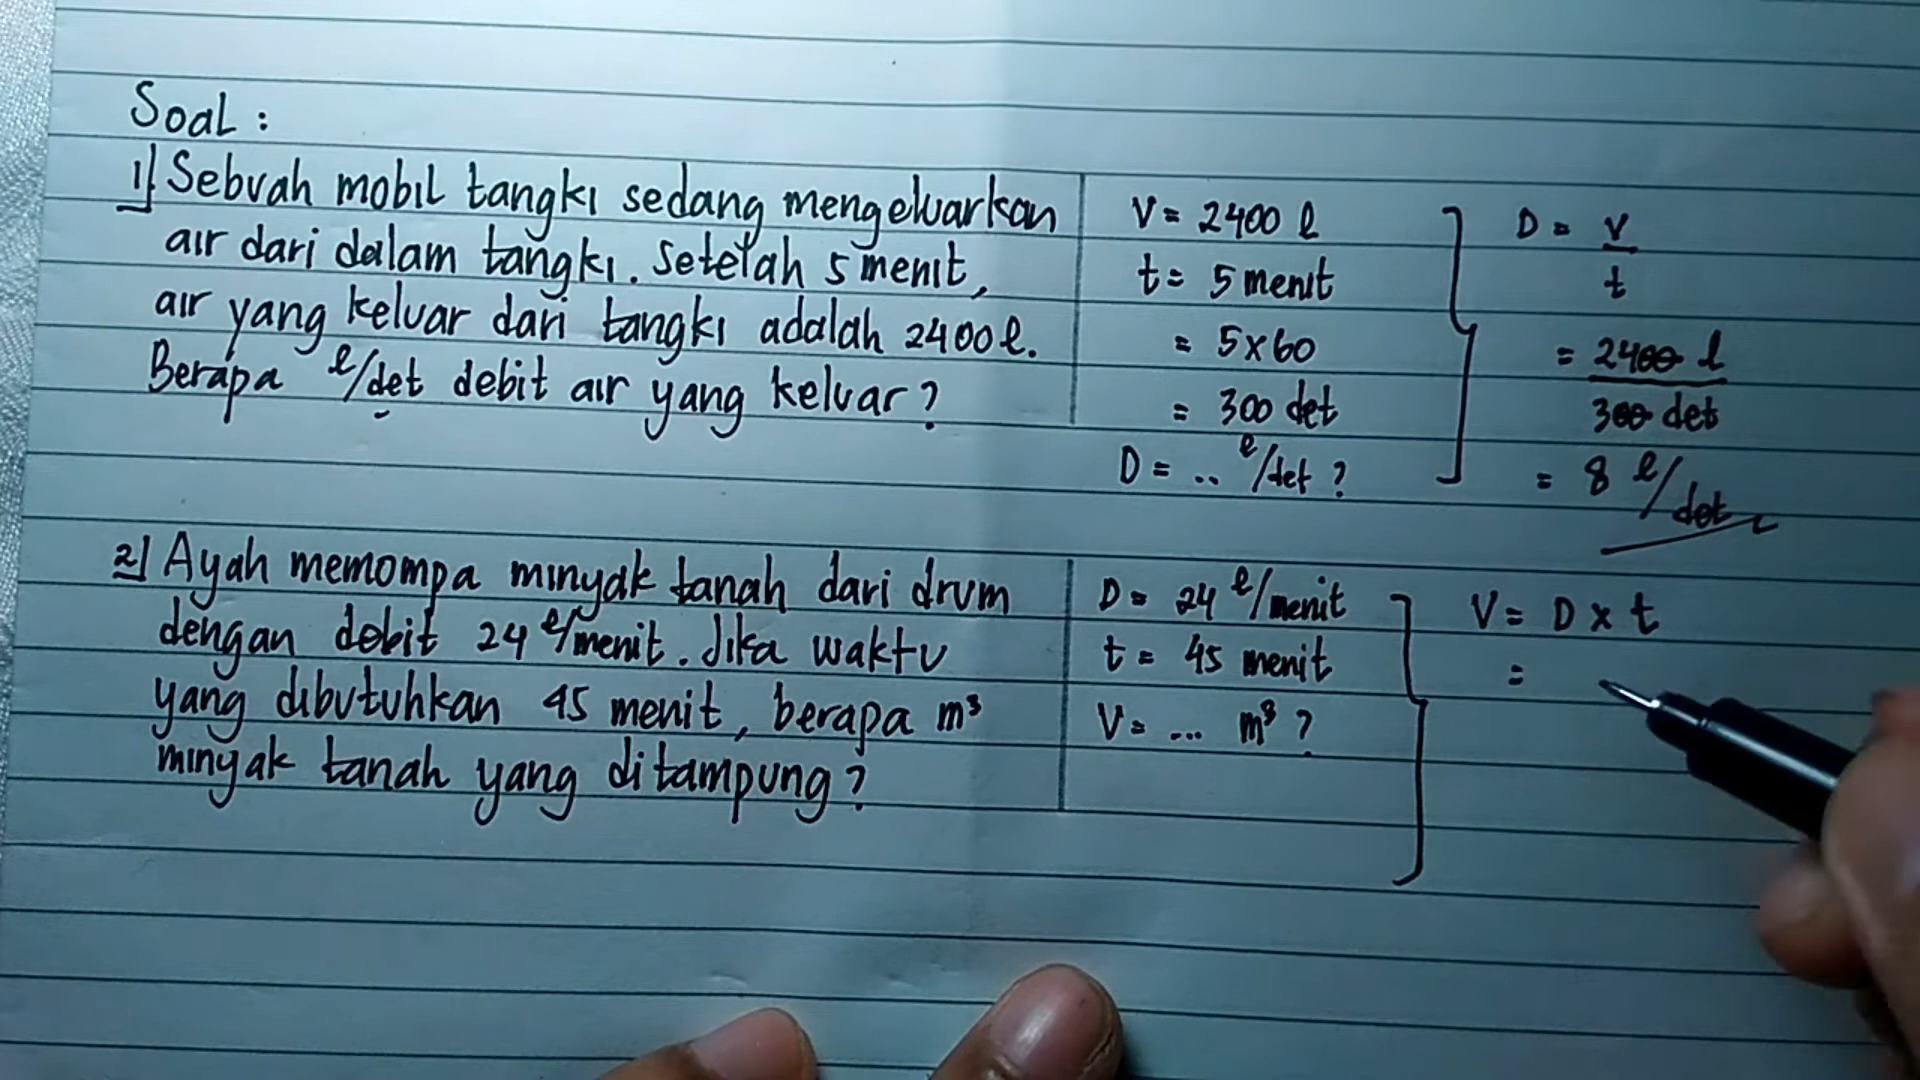 Soal :
1] Sebuah mobil tangki sedang mengeluarkan
air dari dalam tangki. Setelah 5 menit,
air yang keluar dari tangki adalah 2400 l.
Berapa l/det debit air yang keluar?
V = 2400 l
t = 5 menit
= 5 x 60
= 300 det
D = .. l/det ?
D = V
t
= 2400 l
300 det
= 8 l/det
2] Ayah memompa minyak tanah dari drum
dengan debit 24 l/menit. Jika waktu
yang dibutuhkan 45 menit, berapa m³
minyak tanah yang ditampung?
D = 24 l/menit
t = 45 menit
V = ... m³ ?
V = D x t
=